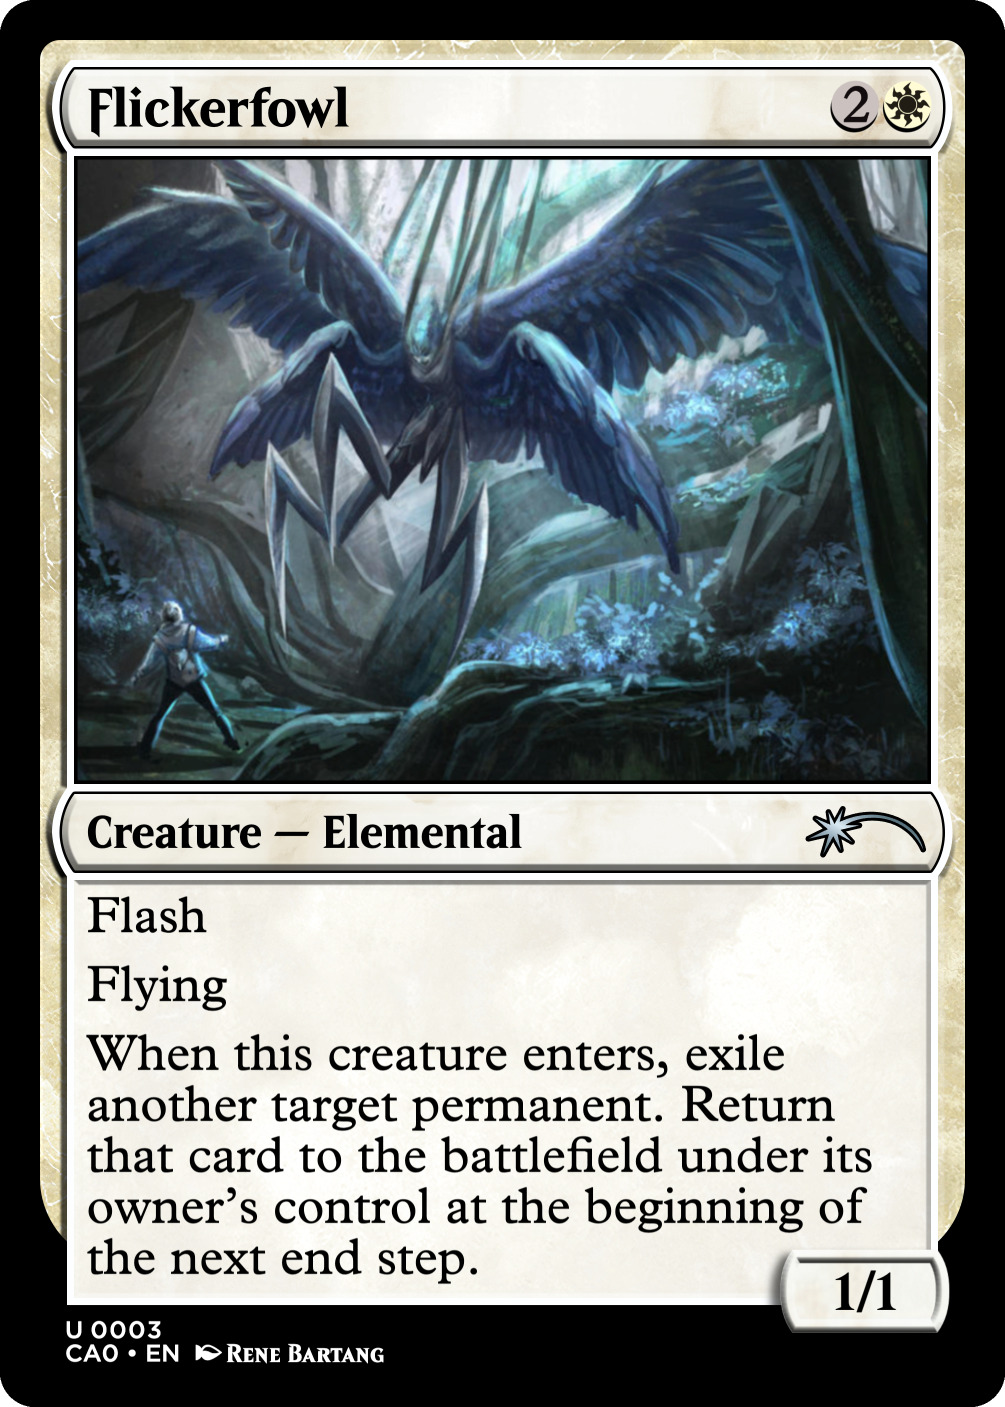 Flickerfowl 2
Creature — Elemental
Flash
Flying
When this creature enters, exile
another target permanent. Return
that card to the battlefield under its
owner's control at the beginning of
the next end step.
1/1
U 0003
CAO • EN RENE BARTANG